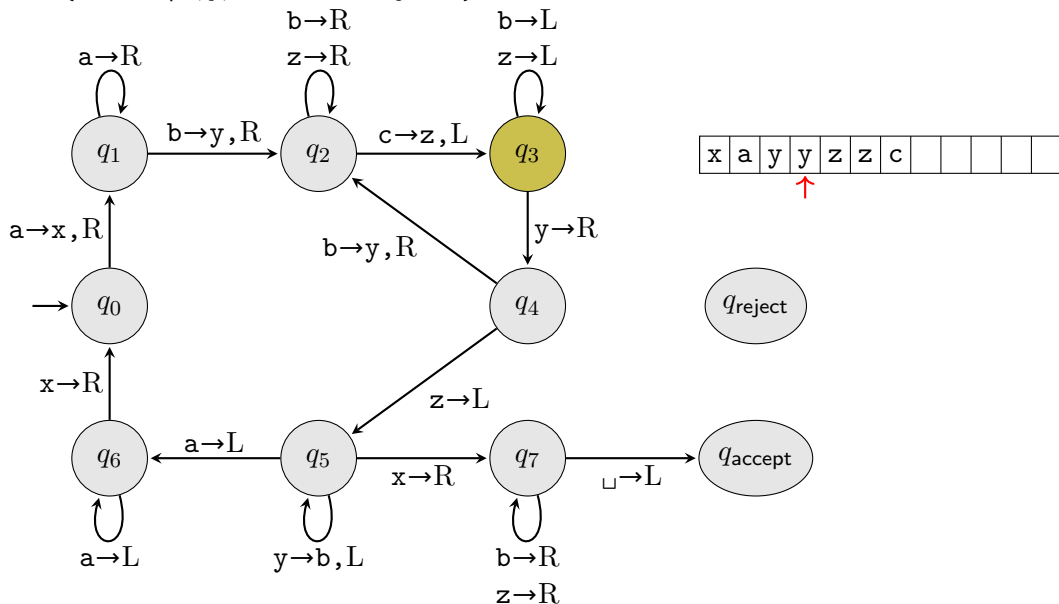 b→R
z→R
b→L
z→L
a→R
q1
b→y,R
q2
c→z,L
q3
x a y y z z c
↑
a→x,R
b→y,R
y→R
q0
q4
qreject
x→R
z→L
q6
a→L
q5
x→R
q7
␣→L
qaccept
a→L
y→b,L
b→R
z→R